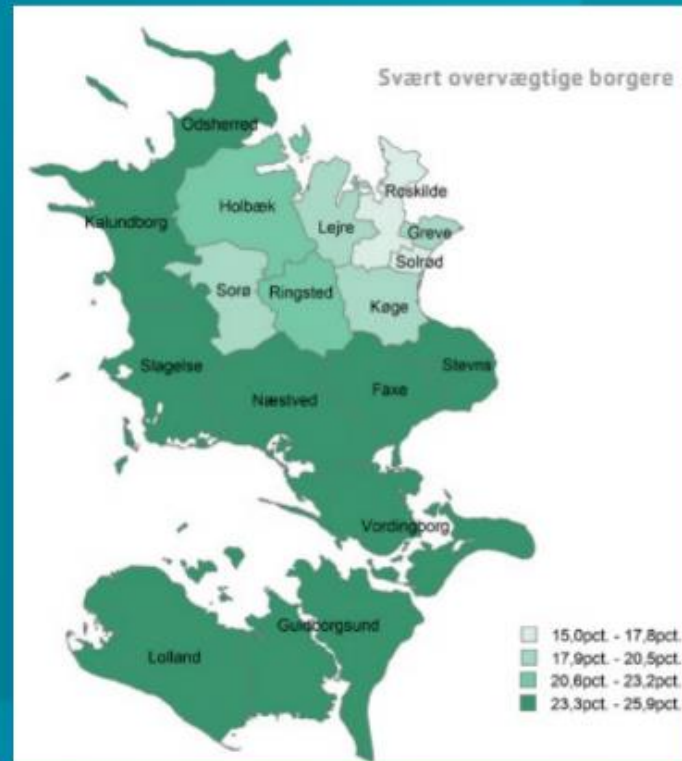 Svært overvægtige borgere
Odsherred
Roskilde
Holbæk
Kalundborg
Lejre
Greve
Solrød
Sorø
Ringsted
Køge
Slagelse
Stevns
Faxe
Næstved
Vordingborg
Guldborgsund
Lolland
15,0pct. - 17,8pct.
17,9pct. - 20,5pct.
20,6pct. - 23,2pct.
23,3pct. - 25,9pct.